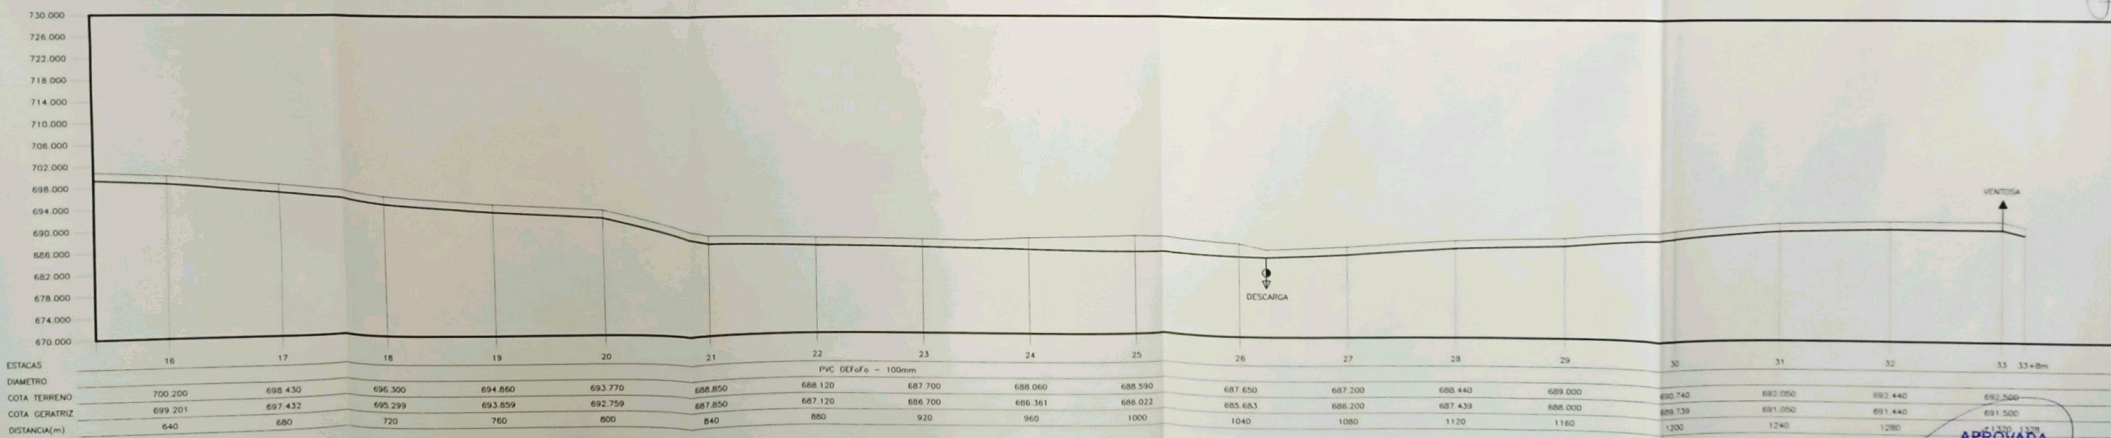 730.000
726.000
722.000
718.000
714.000
710.000
706.000
702.000
698.000
694.000
690.000
686.000
682.000
678.000
674.000
670.000
VENTOSA
DESCARGA
ESTACAS 16 17 18 19 20 21 22 23 24 25 26 27 28 29 30 31 32 33 33+8m
DIAMETRO PVC DEFoFo - 100mm
COTA TERRENO 700.200 698.430 696.300 694.860 693.770 688.850 688.120 687.700 688.060 688.590 687.650 687.200 688.440 689.000 690.740 692.050 692.440 692.500
COTA GERATRIZ 699.201 697.432 695.299 693.859 692.759 687.850 687.120 686.700 686.361 686.022 685.683 686.200 687.439 688.000 689.739 691.050 691.440 691.500
DISTANCIA(m) 640 680 720 760 800 840 880 920 960 1000 1040 1080 1120 1160 1200 1240 1280 1320 1328
APROVADA